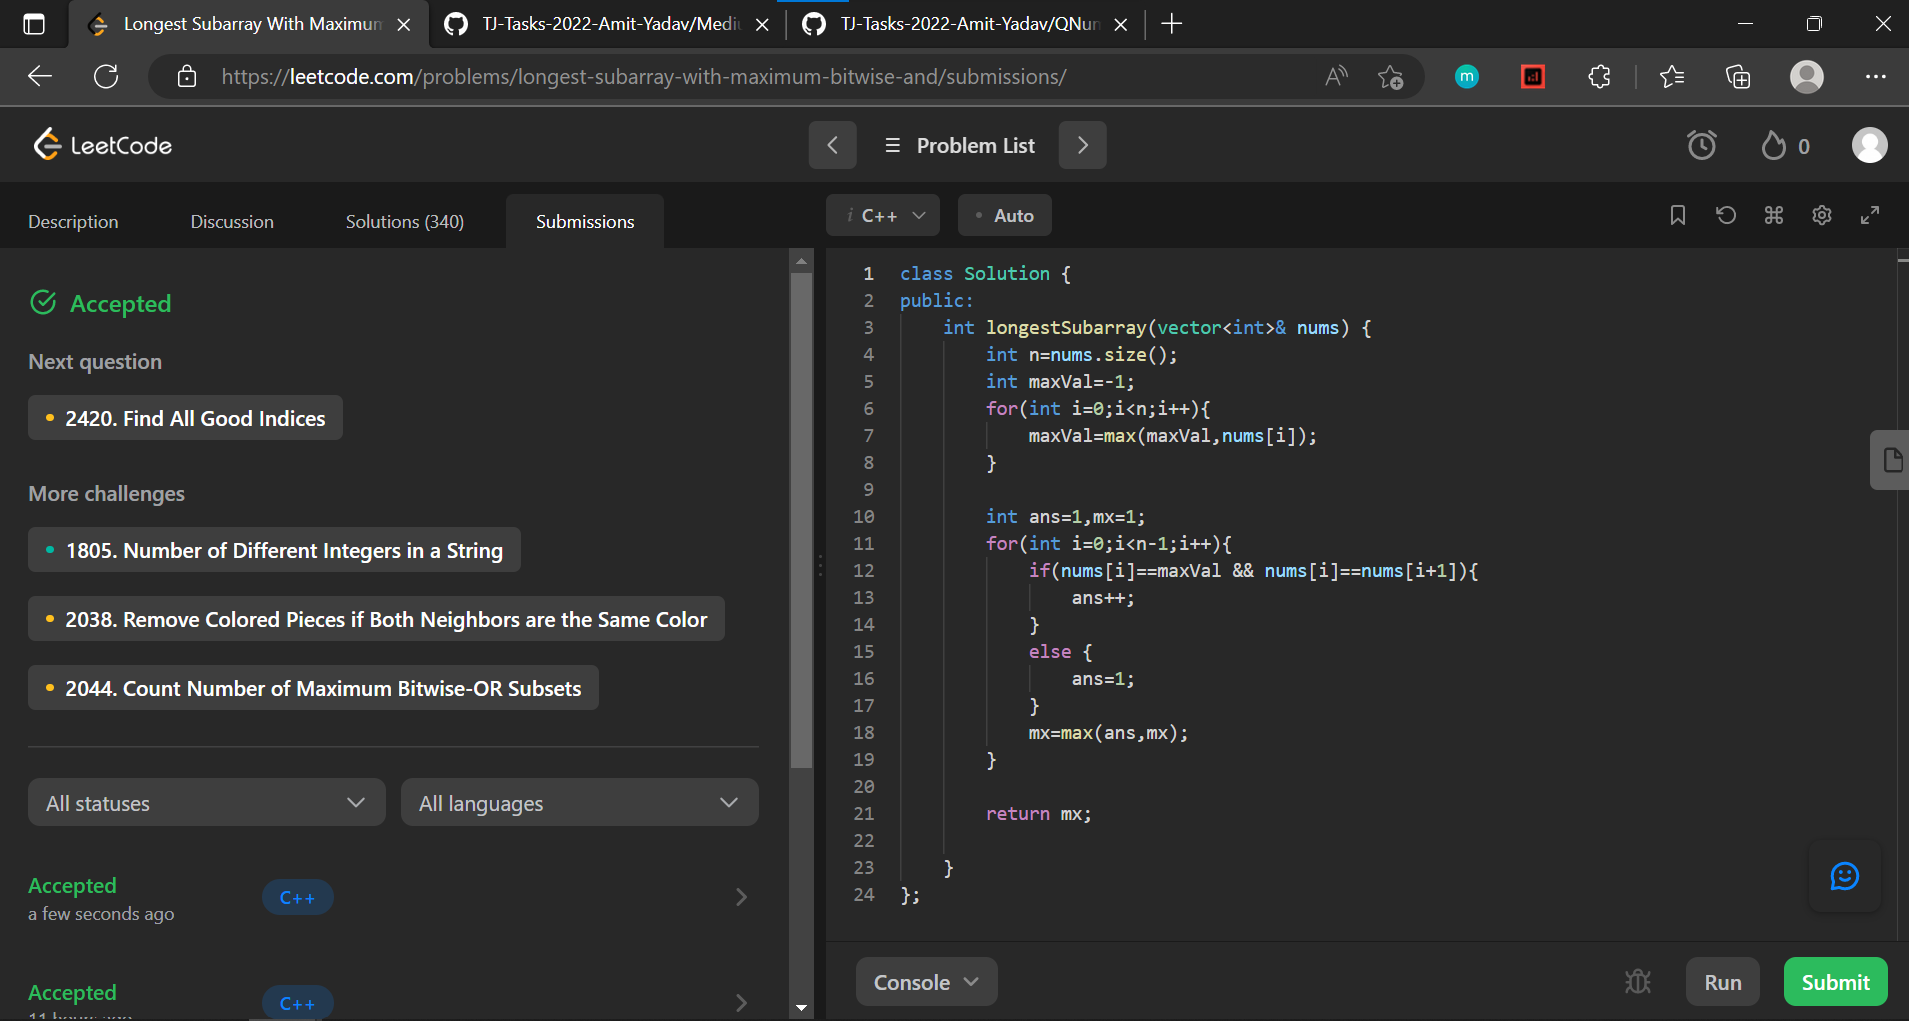 Longest Subarray With Maximum
TJ-Tasks-2022-Amit-Yadav/Medi
TJ-Tasks-2022-Amit-Yadav/QNun
https://leetcode.com/problems/longest-subarray-with-maximum-bitwise-and/submissions/
LeetCode
Problem List
0
Description
Discussion
Solutions (340)
Submissions
i C++
• Auto
Accepted
Next question
2420. Find All Good Indices
More challenges
1805. Number of Different Integers in a String
2038. Remove Colored Pieces if Both Neighbors are the Same Color
2044. Count Number of Maximum Bitwise-OR Subsets
All statuses
All languages
Accepted
C++
a few seconds ago
Accepted
C++
11 hours ago
1 class Solution {
2 public:
3     int longestSubarray(vector<int>& nums) {
4         int n=nums.size();
5         int maxVal=-1;
6         for(int i=0;i<n;i++){
7             maxVal=max(maxVal,nums[i]);
8         }
9
10         int ans=1,mx=1;
11         for(int i=0;i<n-1;i++){
12             if(nums[i]==maxVal && nums[i]==nums[i+1]){
13                 ans++;
14             }
15             else {
16                 ans=1;
17             }
18             mx=max(ans,mx);
19         }
20
21         return mx;
22
23     }
24 };
Console
Run
Submit